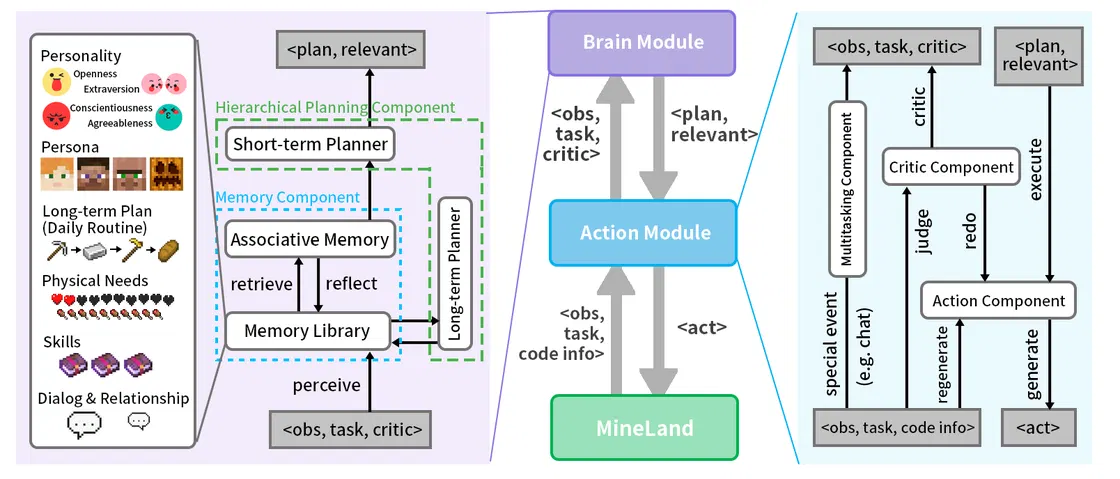 Personality
Openness
Extraversion
Conscientiousness
Agreeableness
Persona
Long-term Plan
(Daily Routine)
Physical Needs
Skills
Dialog & Relationship
<plan, relevant>
Hierarchical Planning Component
Short-term Planner
Memory Component
Associative Memory
retrieve
reflect
Memory Library
Long-term Planner
perceive
<obs, task, critic>
Brain Module
<obs,
task,
critic>
<plan,
relevant>
Action Module
<obs,
task,
code info>
<act>
MineLand
<obs, task, critic>
<plan,
relevant>
Multitasking Component
critic
Critic Component
execute
judge
redo
Action Component
special event
(e.g. chat)
regenerate
generate
<obs, task, code info>
<act>